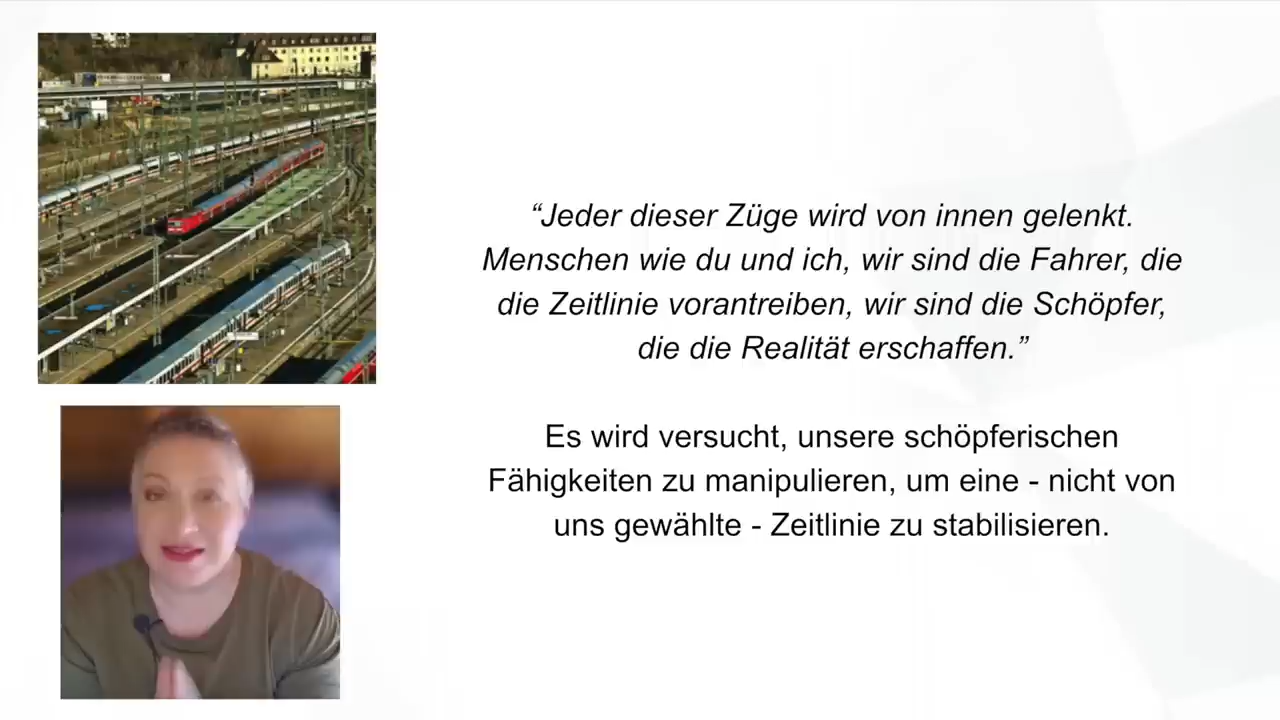 “Jeder dieser Züge wird von innen gelenkt.
Menschen wie du und ich, wir sind die Fahrer, die
die Zeitlinie vorantreiben, wir sind die Schöpfer,
die die Realität erschaffen.”
Es wird versucht, unsere schöpferischen
Fähigkeiten zu manipulieren, um eine - nicht von
uns gewählte - Zeitlinie zu stabilisieren.